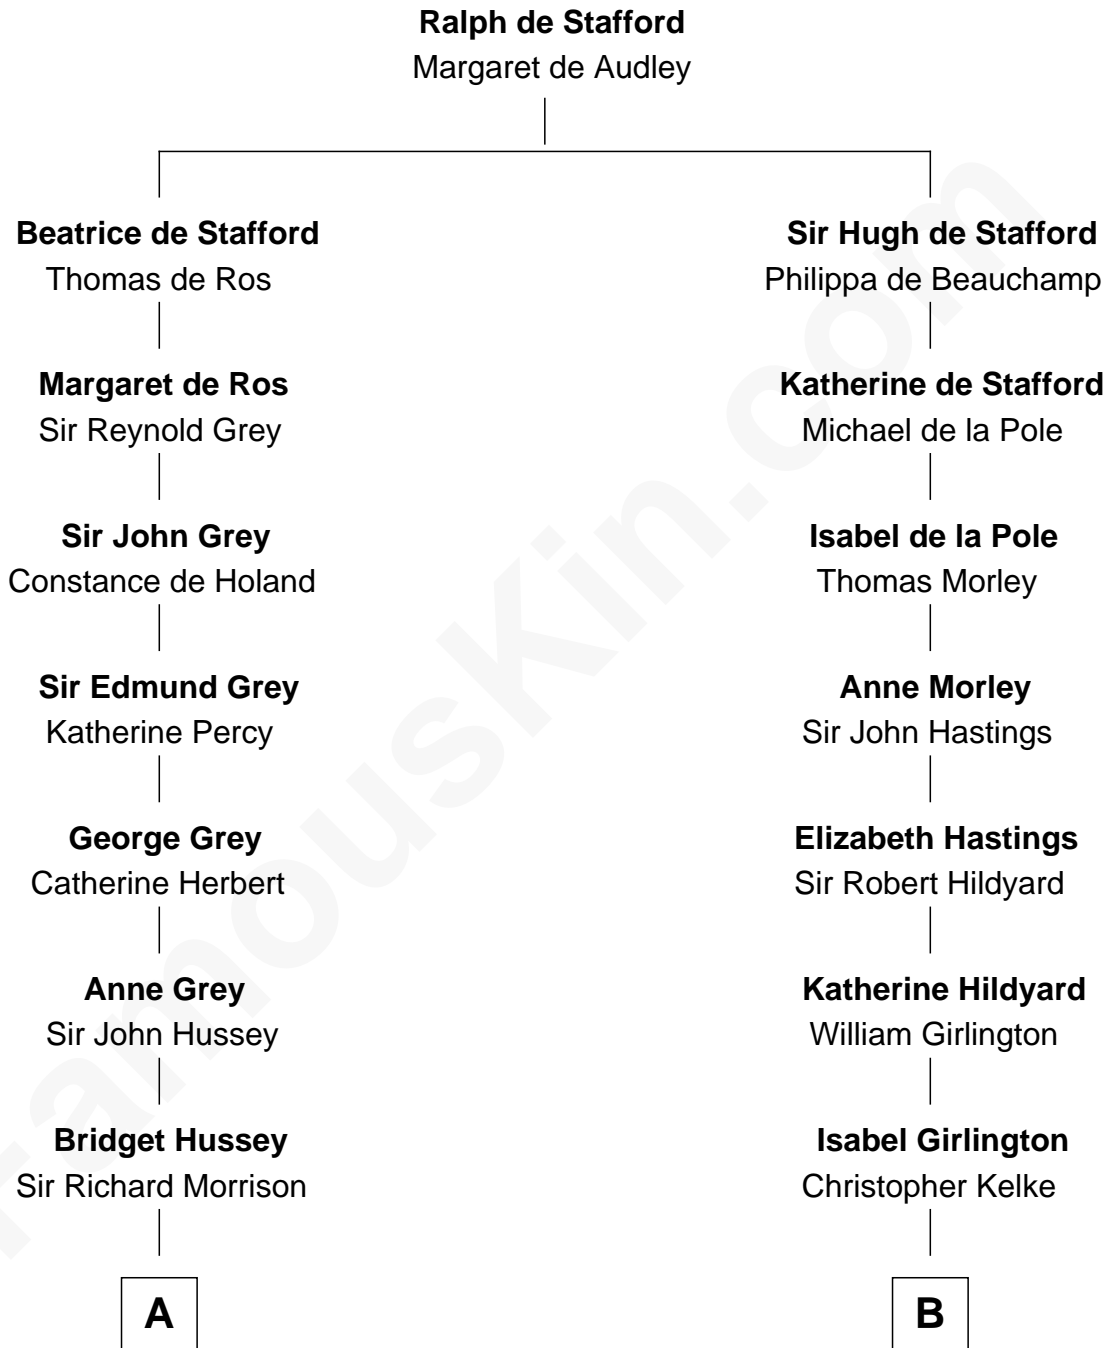 Ralph de Stafford
Margaret de Audley
Beatrice de Stafford
Thomas de Ros
Sir Hugh de Stafford
Philippa de Beauchamp
Margaret de Ros
Sir Reynold Grey
Katherine de Stafford
Michael de la Pole
Sir John Grey
Constance de Holand
Isabel de la Pole
Thomas Morley
Sir Edmund Grey
Katherine Percy
Anne Morley
Sir John Hastings
George Grey
Catherine Herbert
Elizabeth Hastings
Sir Robert Hildyard
Anne Grey
Sir John Hussey
Katherine Hildyard
William Girlington
Bridget Hussey
Sir Richard Morrison
Isabel Girlington
Christopher Kelke
A
B
FamousKin.com